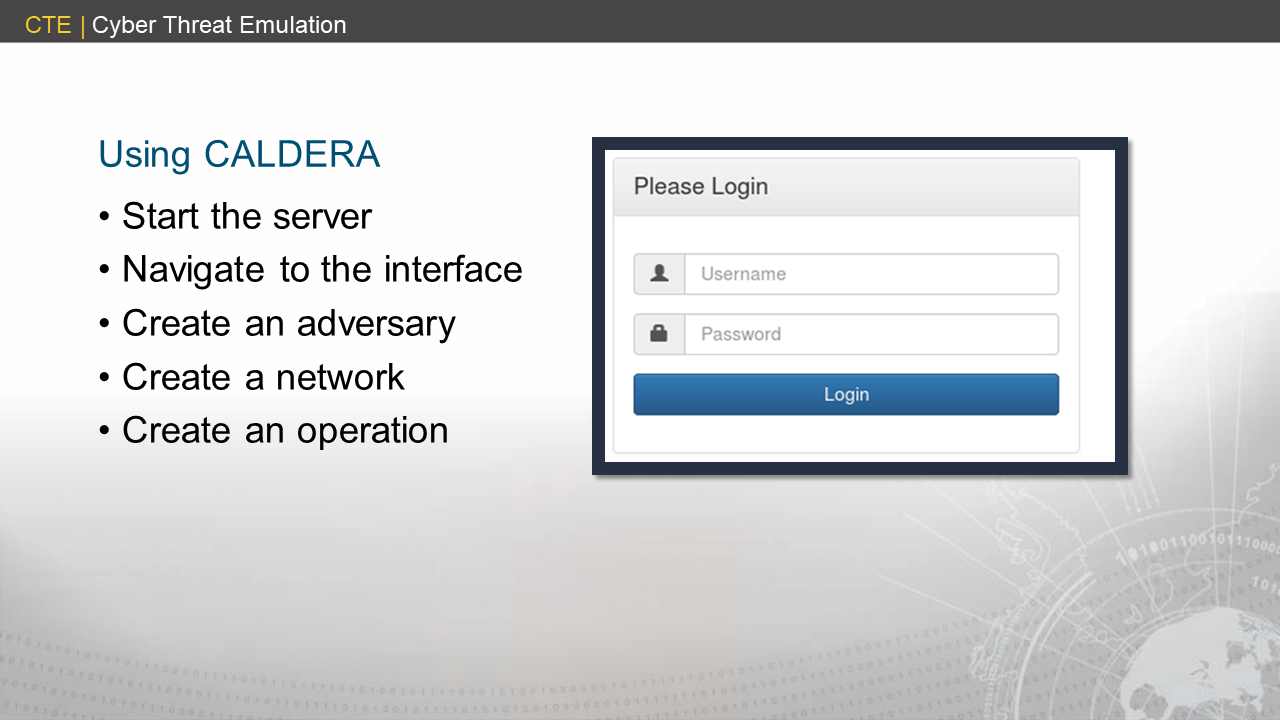 CTE | Cyber Threat Emulation
Using CALDERA
• Start the server
• Navigate to the interface
• Create an adversary
• Create a network
• Create an operation
Please Login
Username
Password
Login